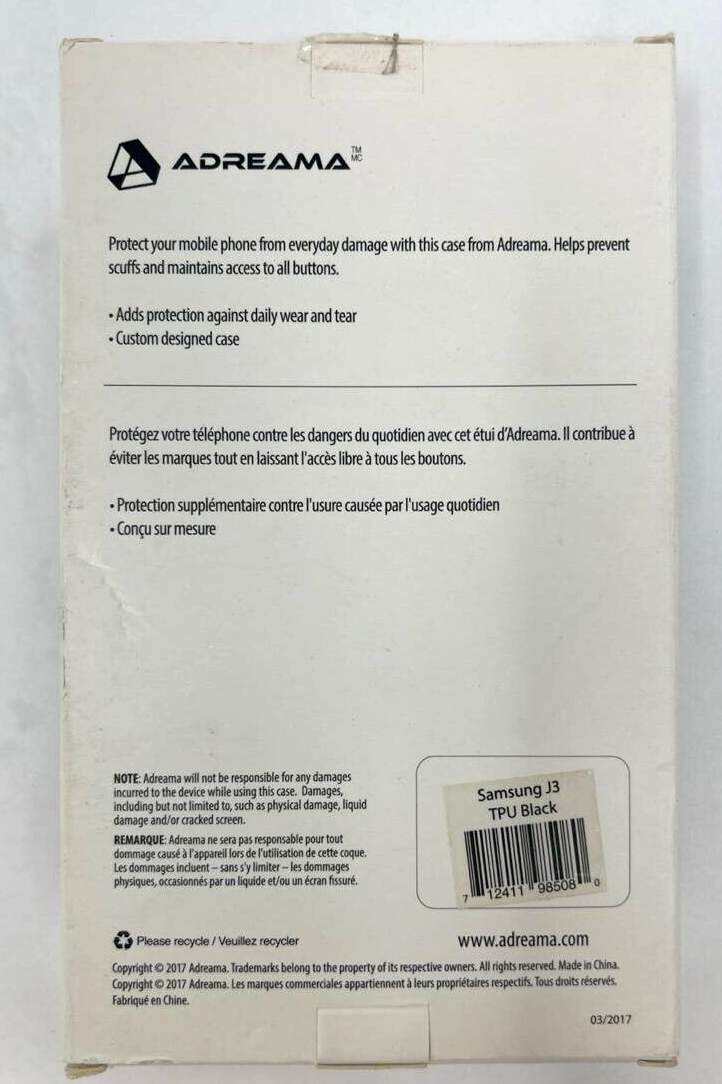 ADREAMA TM MC
Protect your mobile phone from everyday damage with this case from Adreama. Helps prevent
scuffs and maintains access to all buttons.
• Adds protection against daily wear and tear
• Custom designed case
Protégez votre téléphone contre les dangers du quotidien avec cet étui d'Adreama. Il contribue à
éviter les marques tout en laissant l'accès libre à tous les boutons.
• Protection supplémentaire contre l'usure causée par l'usage quotidien
• Conçu sur mesure
NOTE: Adreama will not be responsible for any damages
incurred to the device while using this case. Damages,
including but not limited to, such as physical damage, liquid
damage and/or cracked screen.
REMARQUE: Adreama ne sera pas responsable pour tout
dommage causé à l'appareil lors de l'utilisation de cette coque.
Les dommages incluent – sans s'y limiter – les dommages
physiques, occasionnés par un liquide et/ou un écran fissuré.
Samsung J3
TPU Black
7 12411 98508 0
Please recycle / Veuillez recycler
www.adreama.com
Copyright © 2017 Adreama. Trademarks belong to the property of its respective owners. All rights reserved. Made in China.
Copyright © 2017 Adreama. Les marques commerciales appartiennent à leurs propriétaires respectifs. Tous droits réservés.
Fabriqué en Chine.
03/2017